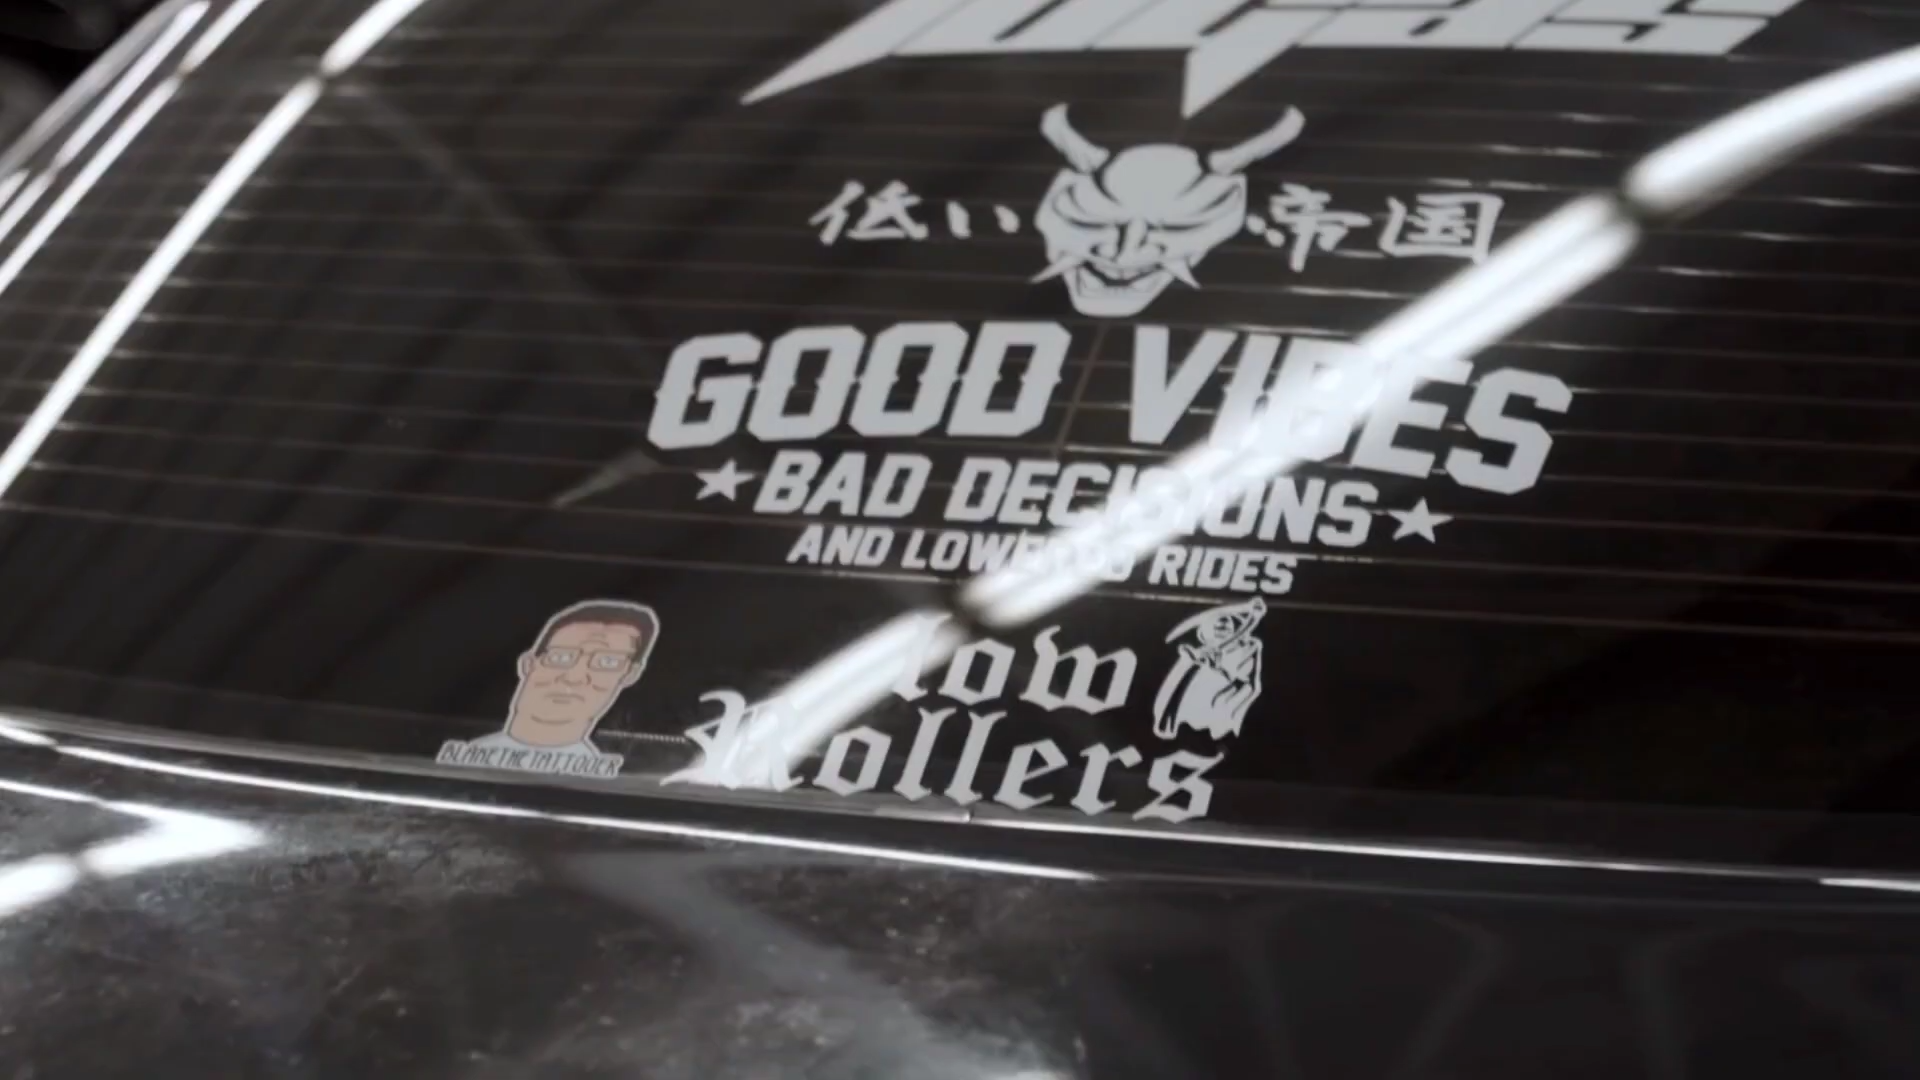 低い帝国
GOOD VIBES
BAD DECISIONS
AND LOWERED RIDES
low
Rollers
BLAKETHETATTOOER